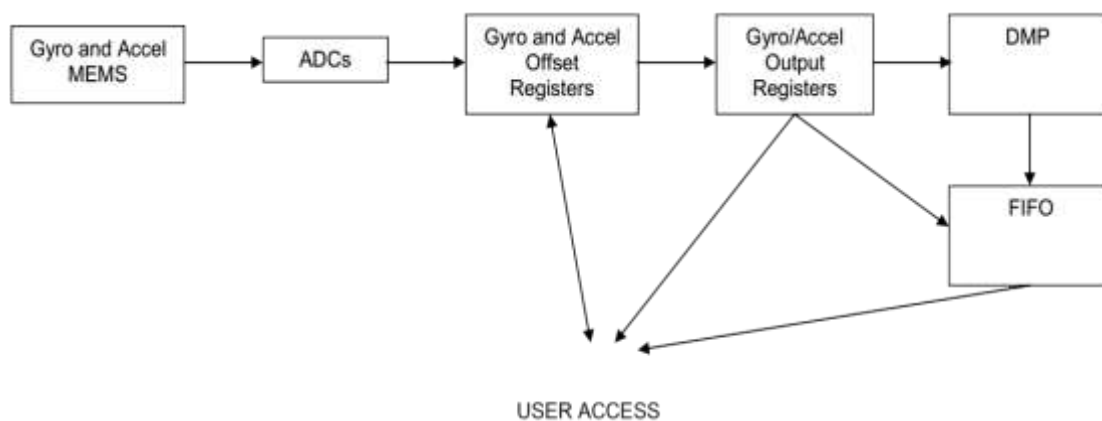 Gyro and Accel
MEMS
ADCs
Gyro and Accel
Offset
Registers
Gyro/Accel
Output
Registers
DMP
FIFO
USER ACCESS